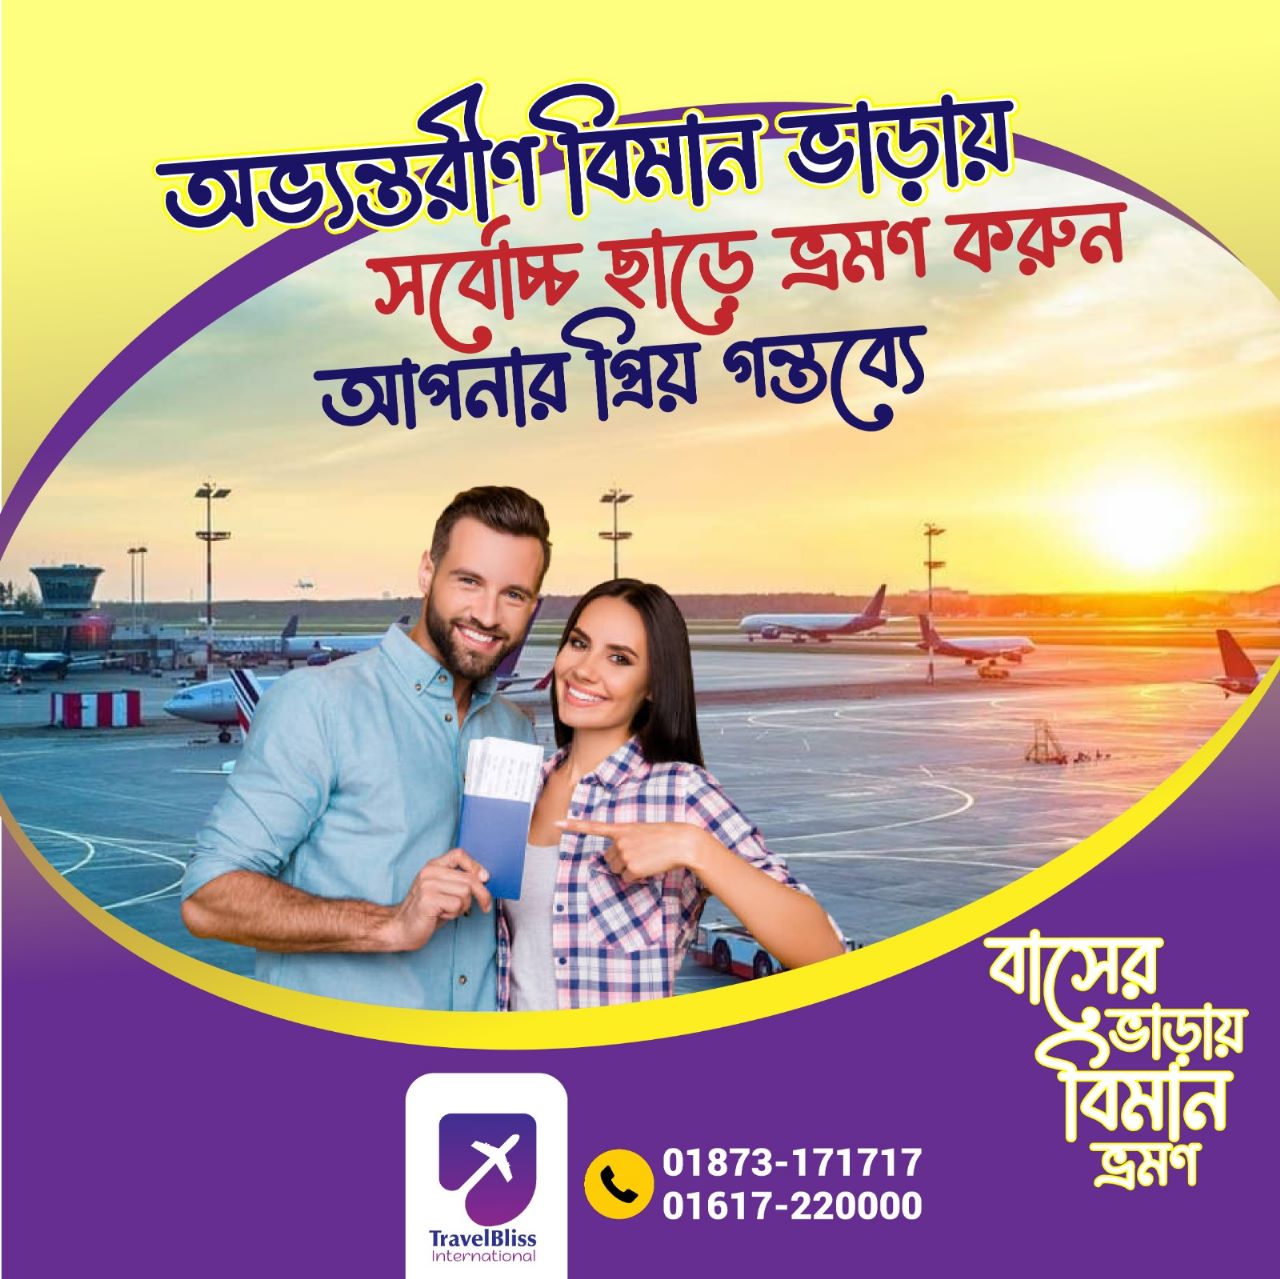 অভ্যন্তরীণ বিমান ভাড়ায়
সর্বোচ্চ ছাড়ে ভ্রমণ করুন
আপনার প্রিয় গন্তব্যে
বাসের
ভাড়ায়
বিমান
ভ্রমণ
TravelBliss
International
01873-171717
01617-220000